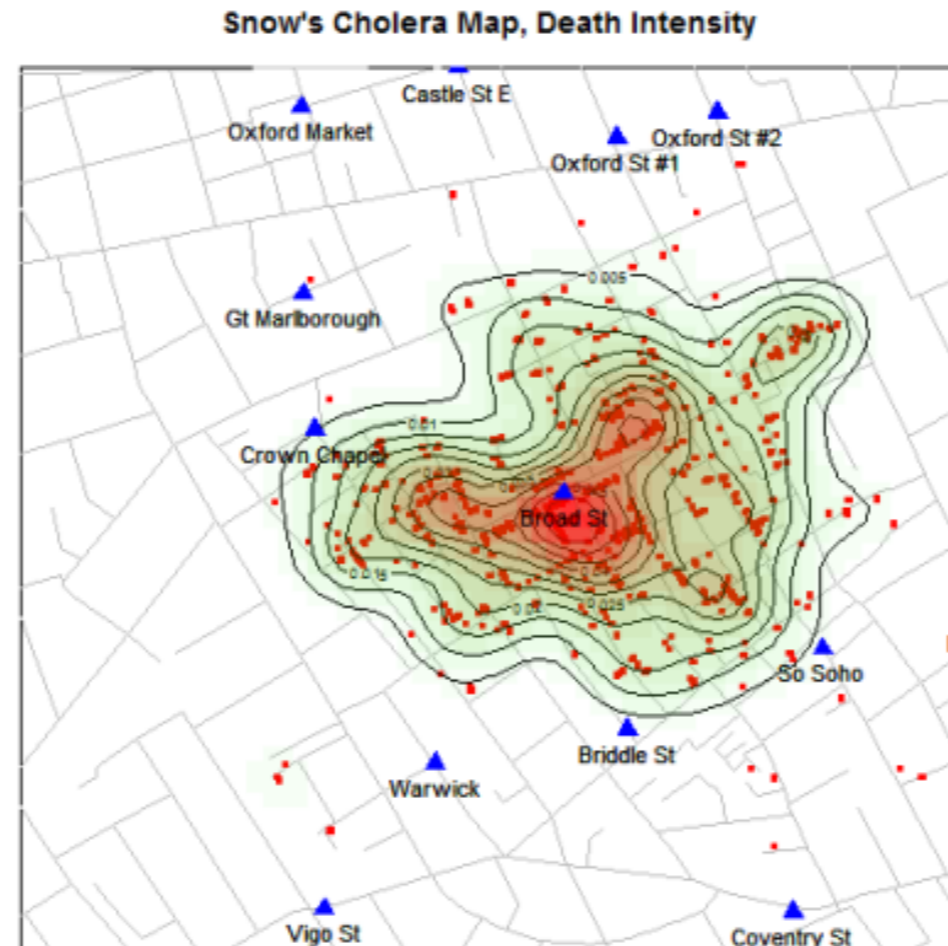 Snow's Cholera Map, Death Intensity
Castle St E
Oxford Market
Oxford St #2
Oxford St #1
0.005
Gt Marlborough
0.01
Crown Chapel
Broad St
0.015
0.025
So Soho
Briddle St
Warwick
Vigo St
Coventry St